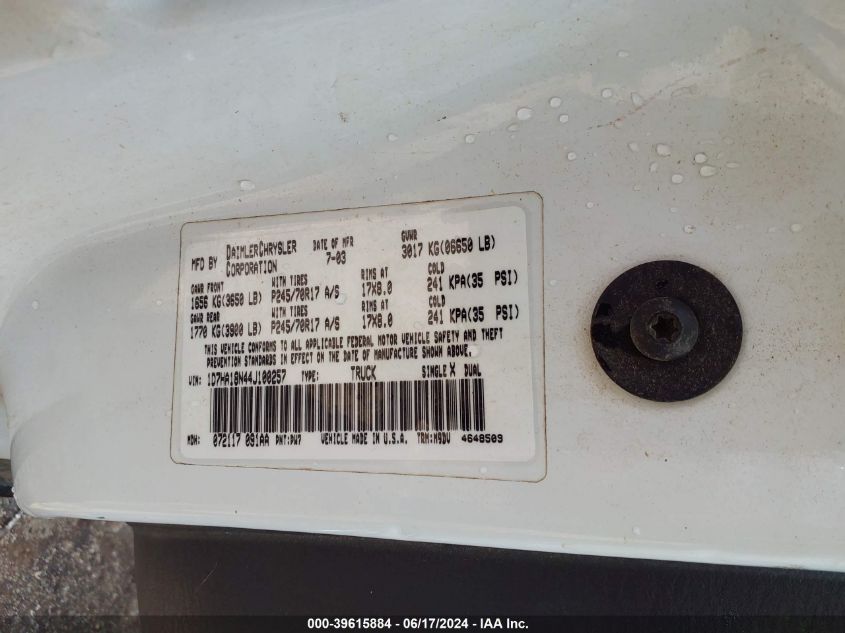 MFD BY DAIMLERCHRYSLER CORPORATION DATE OF MFR 7-03 GVWR 3017 KG(06650 LB)
GAWR FRONT WITH TIRES RIMS AT COLD
1656 KG(3650 LB) P245/70R17 A/S 17X8.0 241 KPA(35 PSI)
GAWR REAR WITH TIRES RIMS AT COLD
1770 KG(3900 LB) P245/70R17 A/S 17X8.0 241 KPA(35 PSI)
THIS VEHICLE CONFORMS TO ALL APPLICABLE FEDERAL MOTOR VEHICLE SAFETY AND THEFT
PREVENTION STANDARDS IN EFFECT ON THE DATE OF MANUFACTURE SHOWN ABOVE.
VIN: 1D7HA18N44J100257 TYPE: TRUCK SINGLE X DUAL
MDH: 072117 091AA PNT:PW7 VEHICLE MADE IN U.S.A. TRM:M9DV 4648509
000-39615884 - 06/17/2024 - IAA Inc.